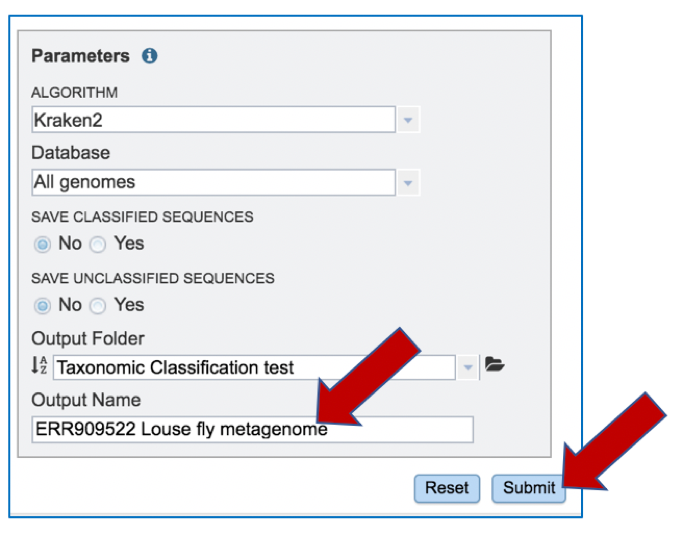 Parameters
ALGORITHM
Kraken2
Database
All genomes
SAVE CLASSIFIED SEQUENCES
No Yes
SAVE UNCLASSIFIED SEQUENCES
No Yes
Output Folder
Taxonomic Classification test
Output Name
ERR909522 Louse fly metagenome
Reset Submit